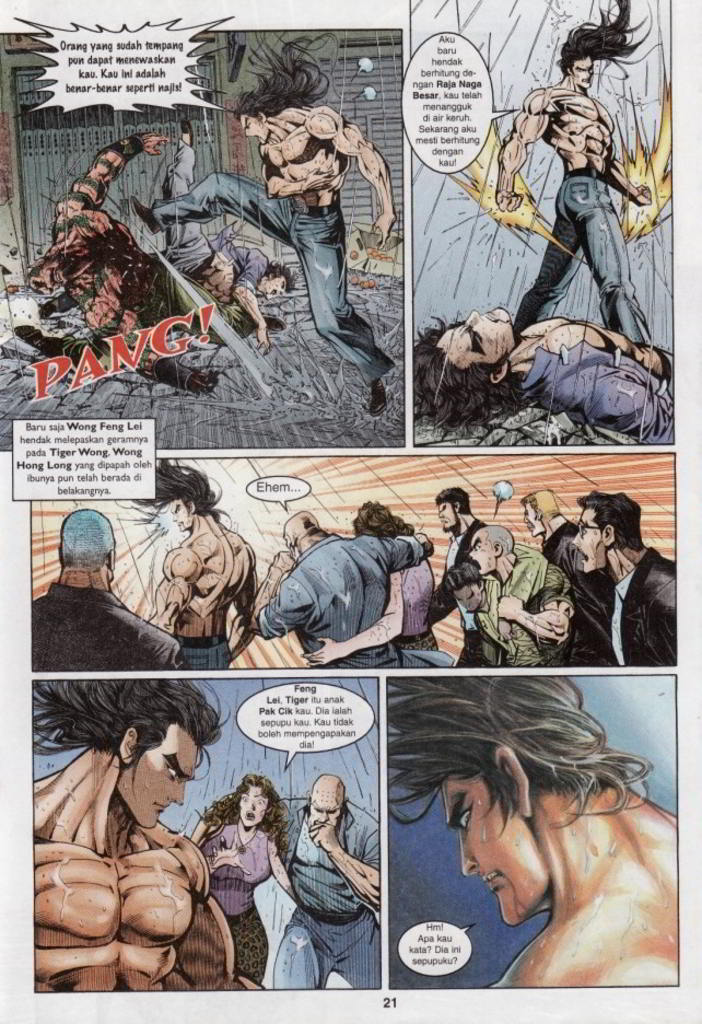 Orang yang sudah tempang
pun dapat menewaskan
kau. Kau ini adalah
benar-benar seperti najis!
Aku
baru
hendak
berhitung de-
ngan Raja Naga
Besar, kau telah
menangguk
di air keruh.
Sekarang aku
mesti berhitung
dengan
kau!
PANG!
Baru saja Wong Feng Lei
hendak melepaskan geramnya
pada Tiger Wong, Wong
Hong Long yang dipapah oleh
ibunya pun telah berada di
belakangnya.
Ehem...
Feng
Lei, Tiger itu anak
Pak Cik kau. Dia ialah
sepupu kau. Kau tidak
boleh mempengapakan
dia!
Hm!
Apa kau
kata? Dia ini
sepupuku?
21